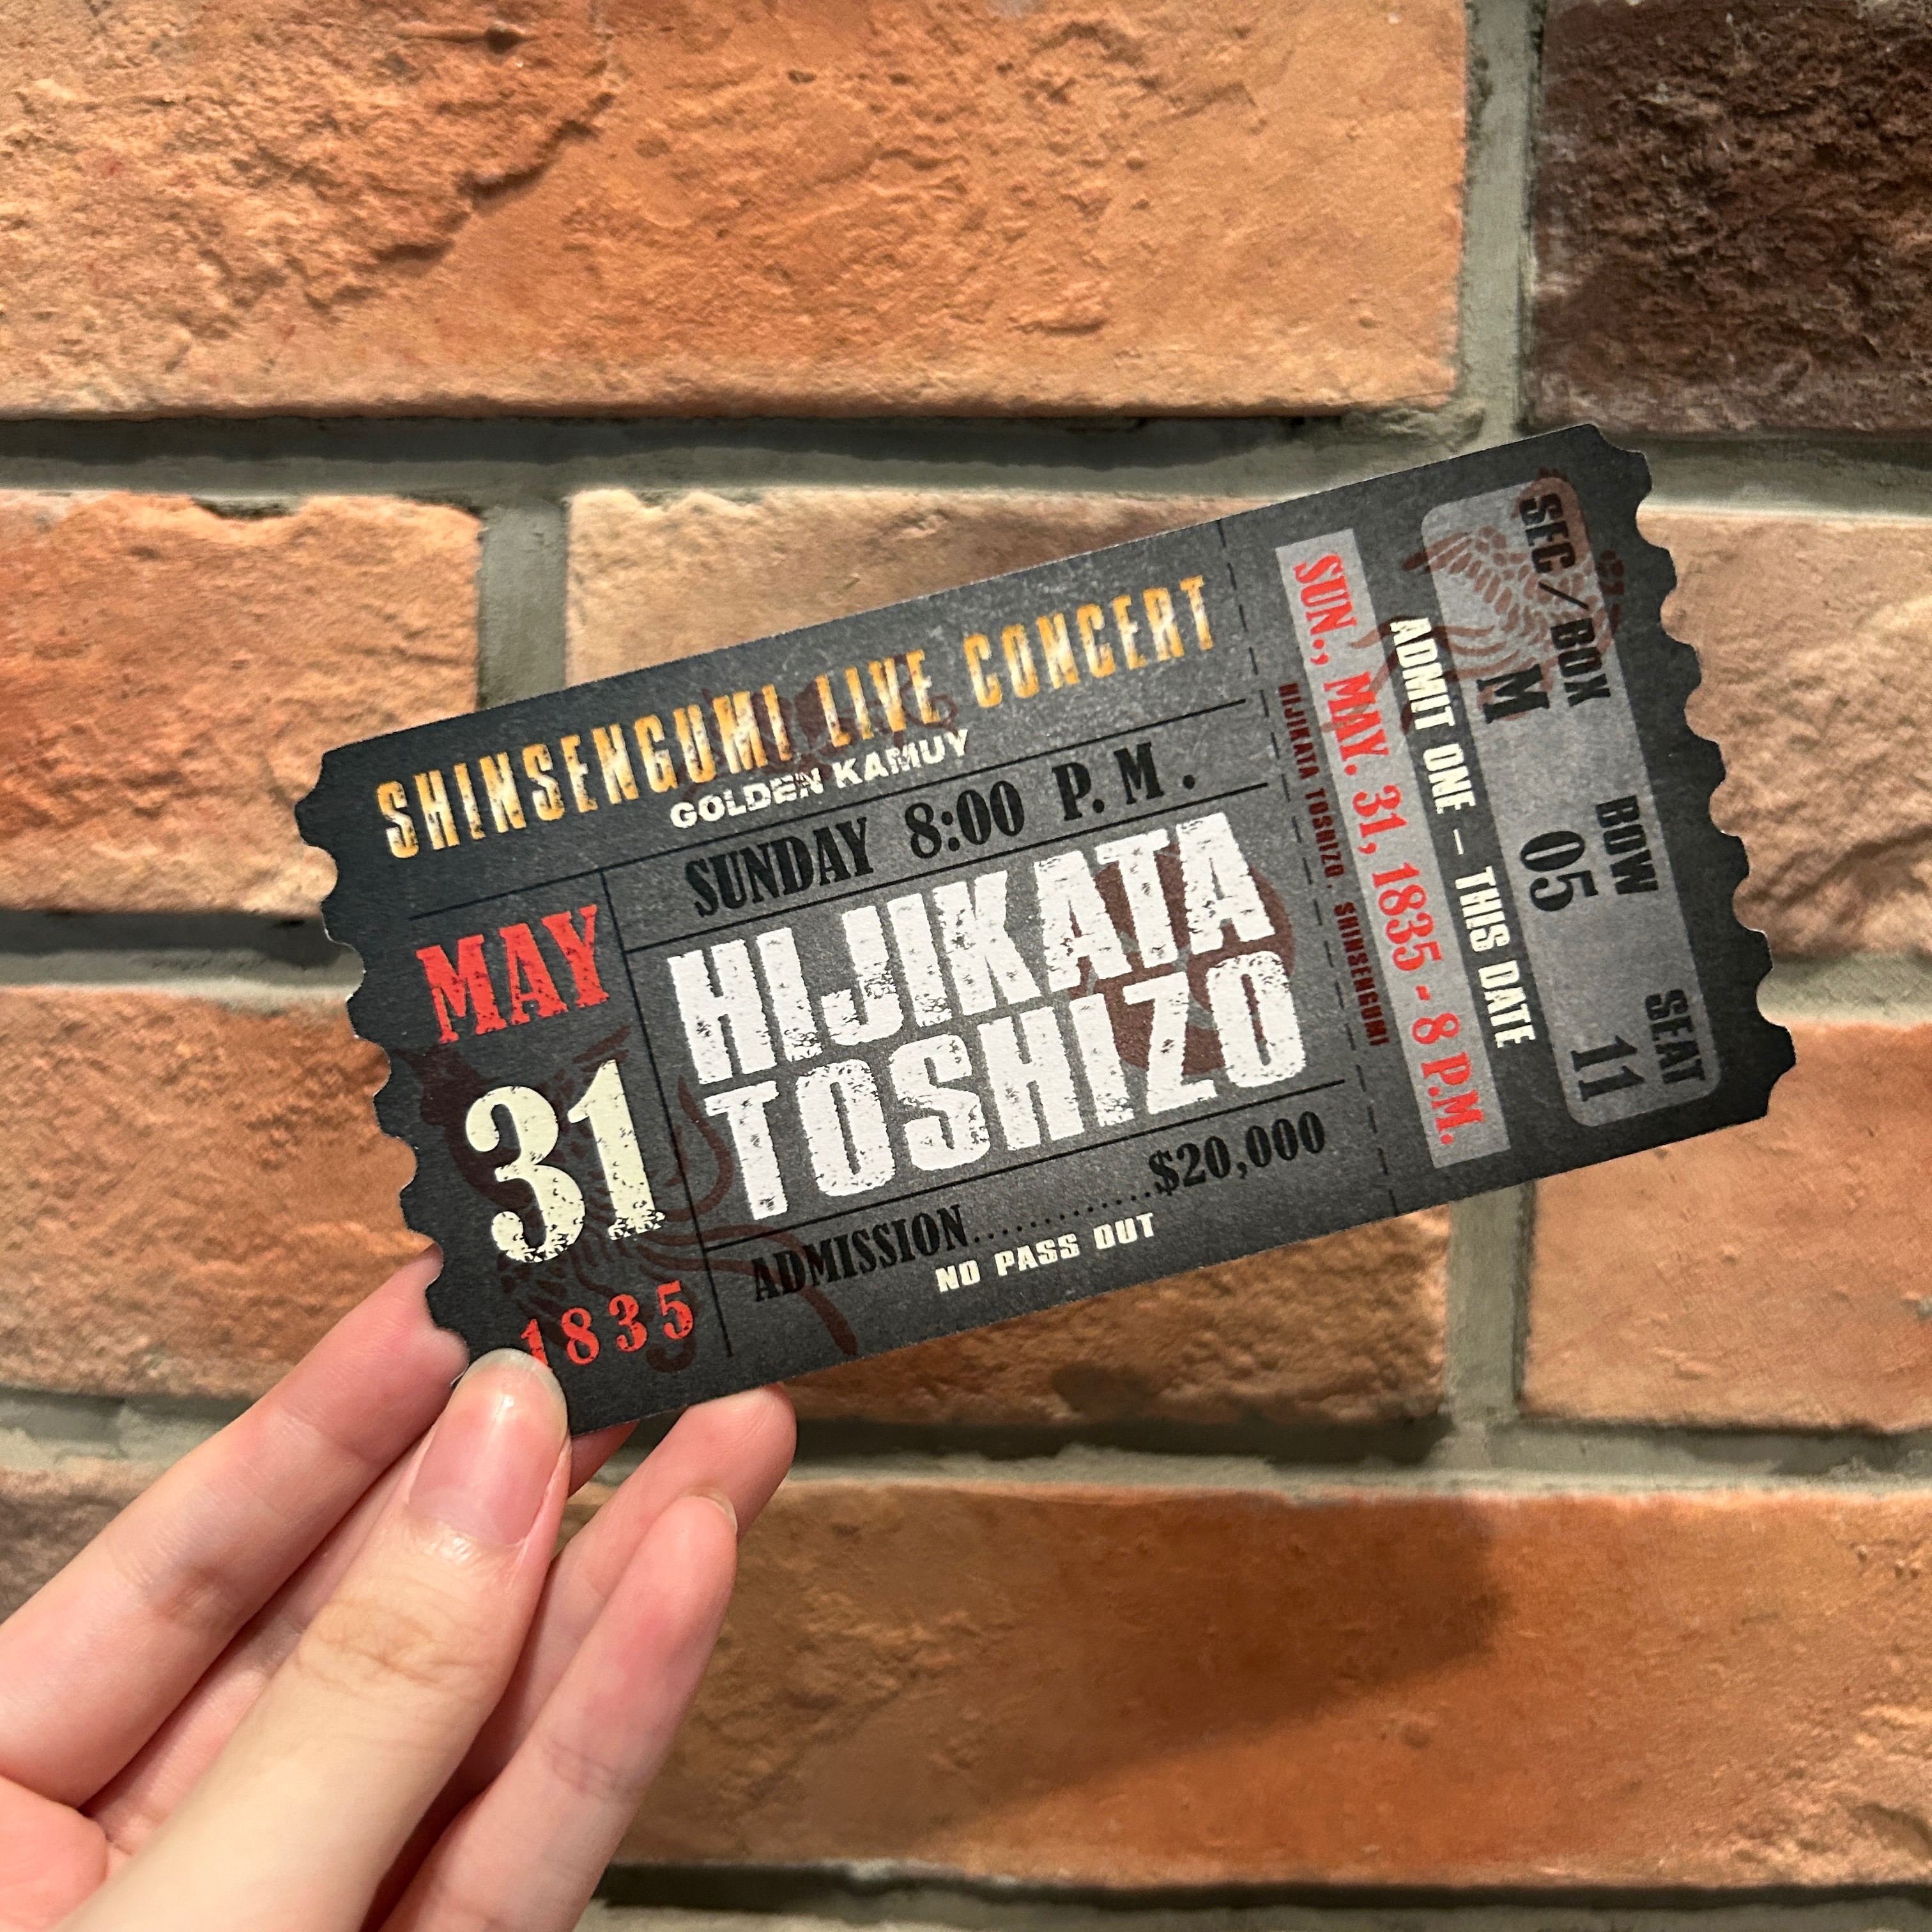 SHINSENGUMI LIVE CONCERT
GOLDEN KAMUY
SUNDAY 8:00 P.M.
MAY
31
1835
HIJIKATA
TOSHIZO
ADMISSION............$20,000
NO PASS OUT
HIJIKATA TOSHIZO. SHINSENGUMI
SUN., MAY. 31, 1835 - 8 P.M.
ADMIT ONE - THIS DATE
SEC/BOX ROW SEAT
M 05 11